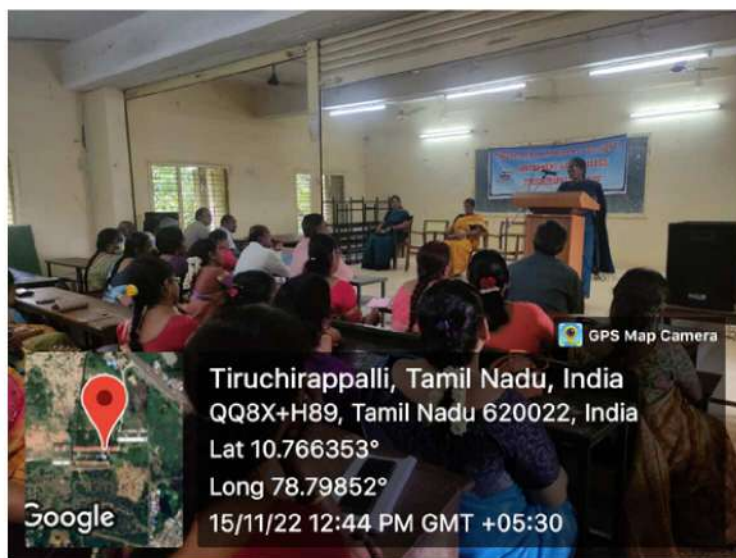 GPS Map Camera
Tiruchirappalli, Tamil Nadu, India
QQ8X+H89, Tamil Nadu 620022, India
Lat 10.766353°
Long 78.79852°
15/11/22 12:44 PM GMT +05:30
Google